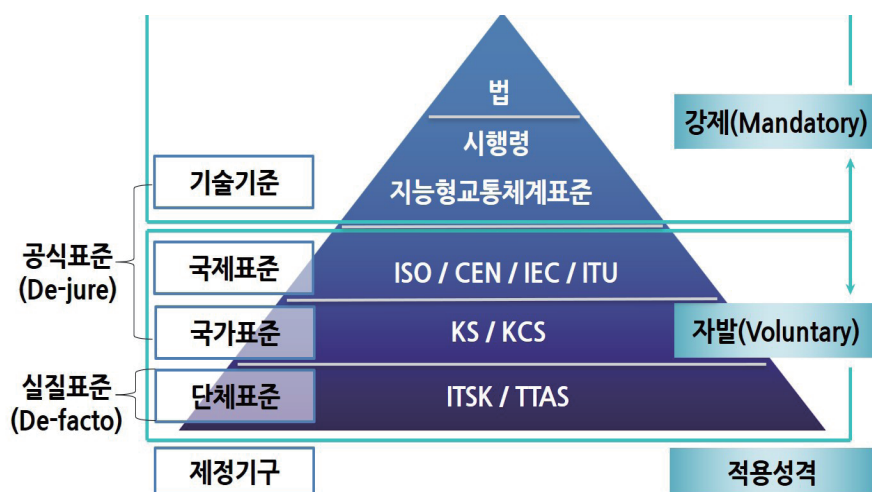 법
강제(Mandatory)
시행령
기술기준
지능형교통체계표준
공식표준
(De-jure)
국제표준
ISO / CEN / IEC / ITU
국가표준
KS / KCS
자발(Voluntary)
실질표준
(De-facto)
단체표준
ITSK / TTAS
제정기구
적용성격